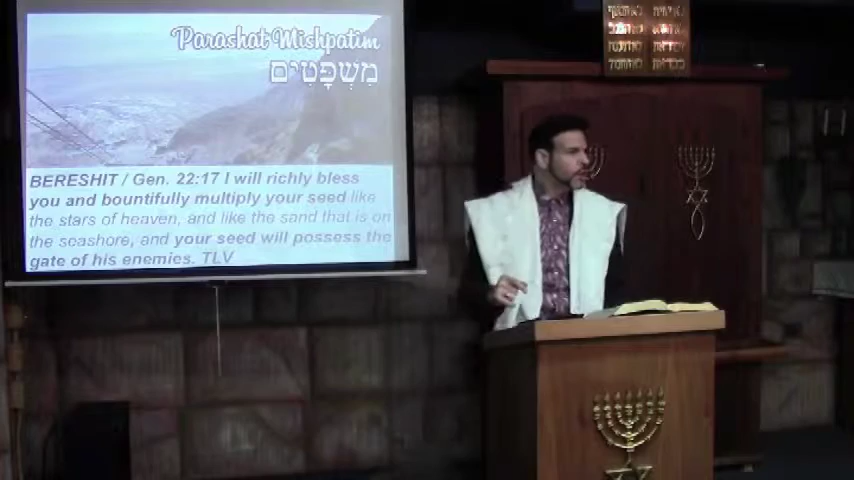 Parashat Mishpatim
מִשְׁפָּטִים
BERESHIT / Gen. 22:17 I will richly bless
you and bountifully multiply your seed like
the stars of heaven, and like the sand that is on
the seashore, and your seed will possess the
gate of his enemies. TLV